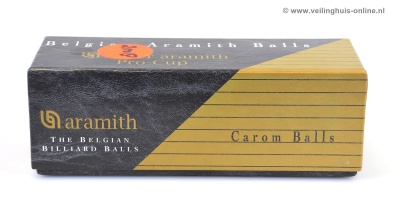 © www.veilinghuis-online.nl
Belgian Aramith Balls
aramith
Pro-Cup
aramith
THE BELGIAN
BILLIARD BALLS
Carom Balls